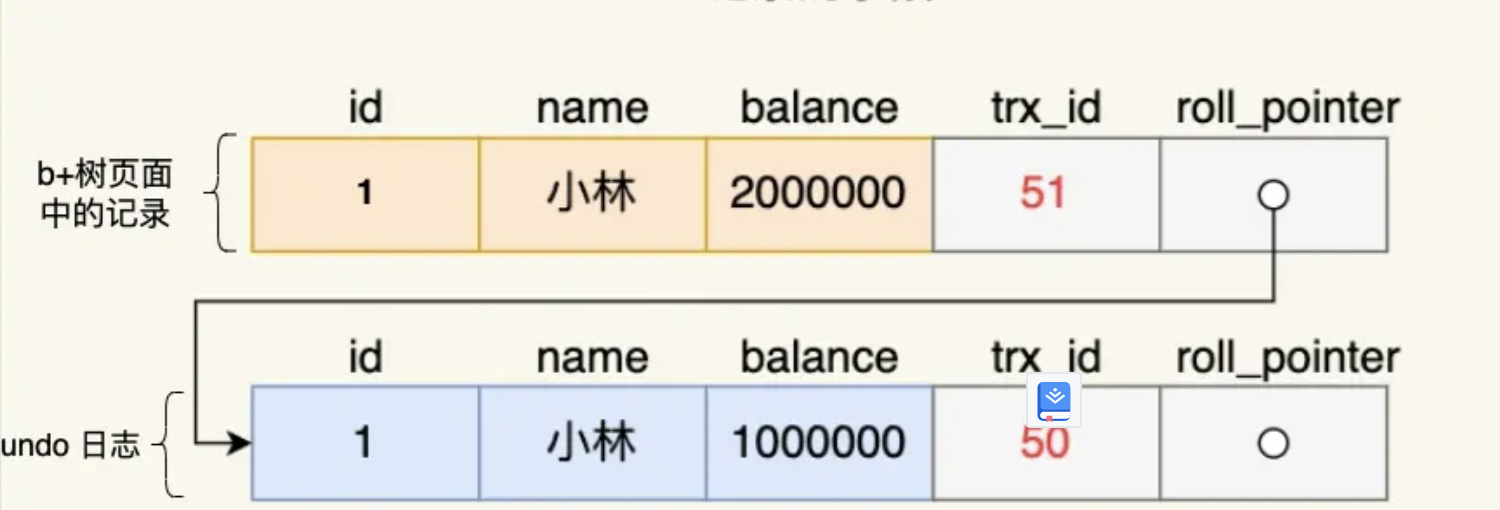 id name balance trx_id roll_pointer
b+树页面
中的记录
1 小林 2000000 51
id name balance trx_id roll_pointer
undo 日志
1 小林 1000000 50